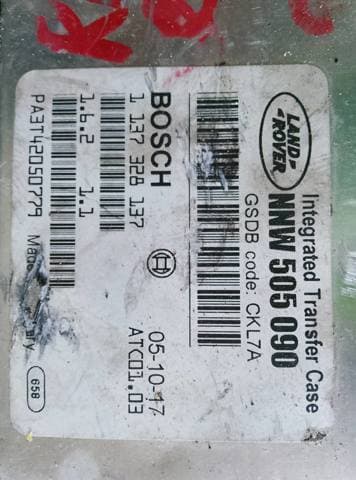 LAND-
ROVER
Integrated Transfer Case
NNW 505 090
GSDB code: CKL7A
BOSCH
05-10-17
1 137 328 137
ATC01.03
1.6.2 1.1
PA3T42050779
658